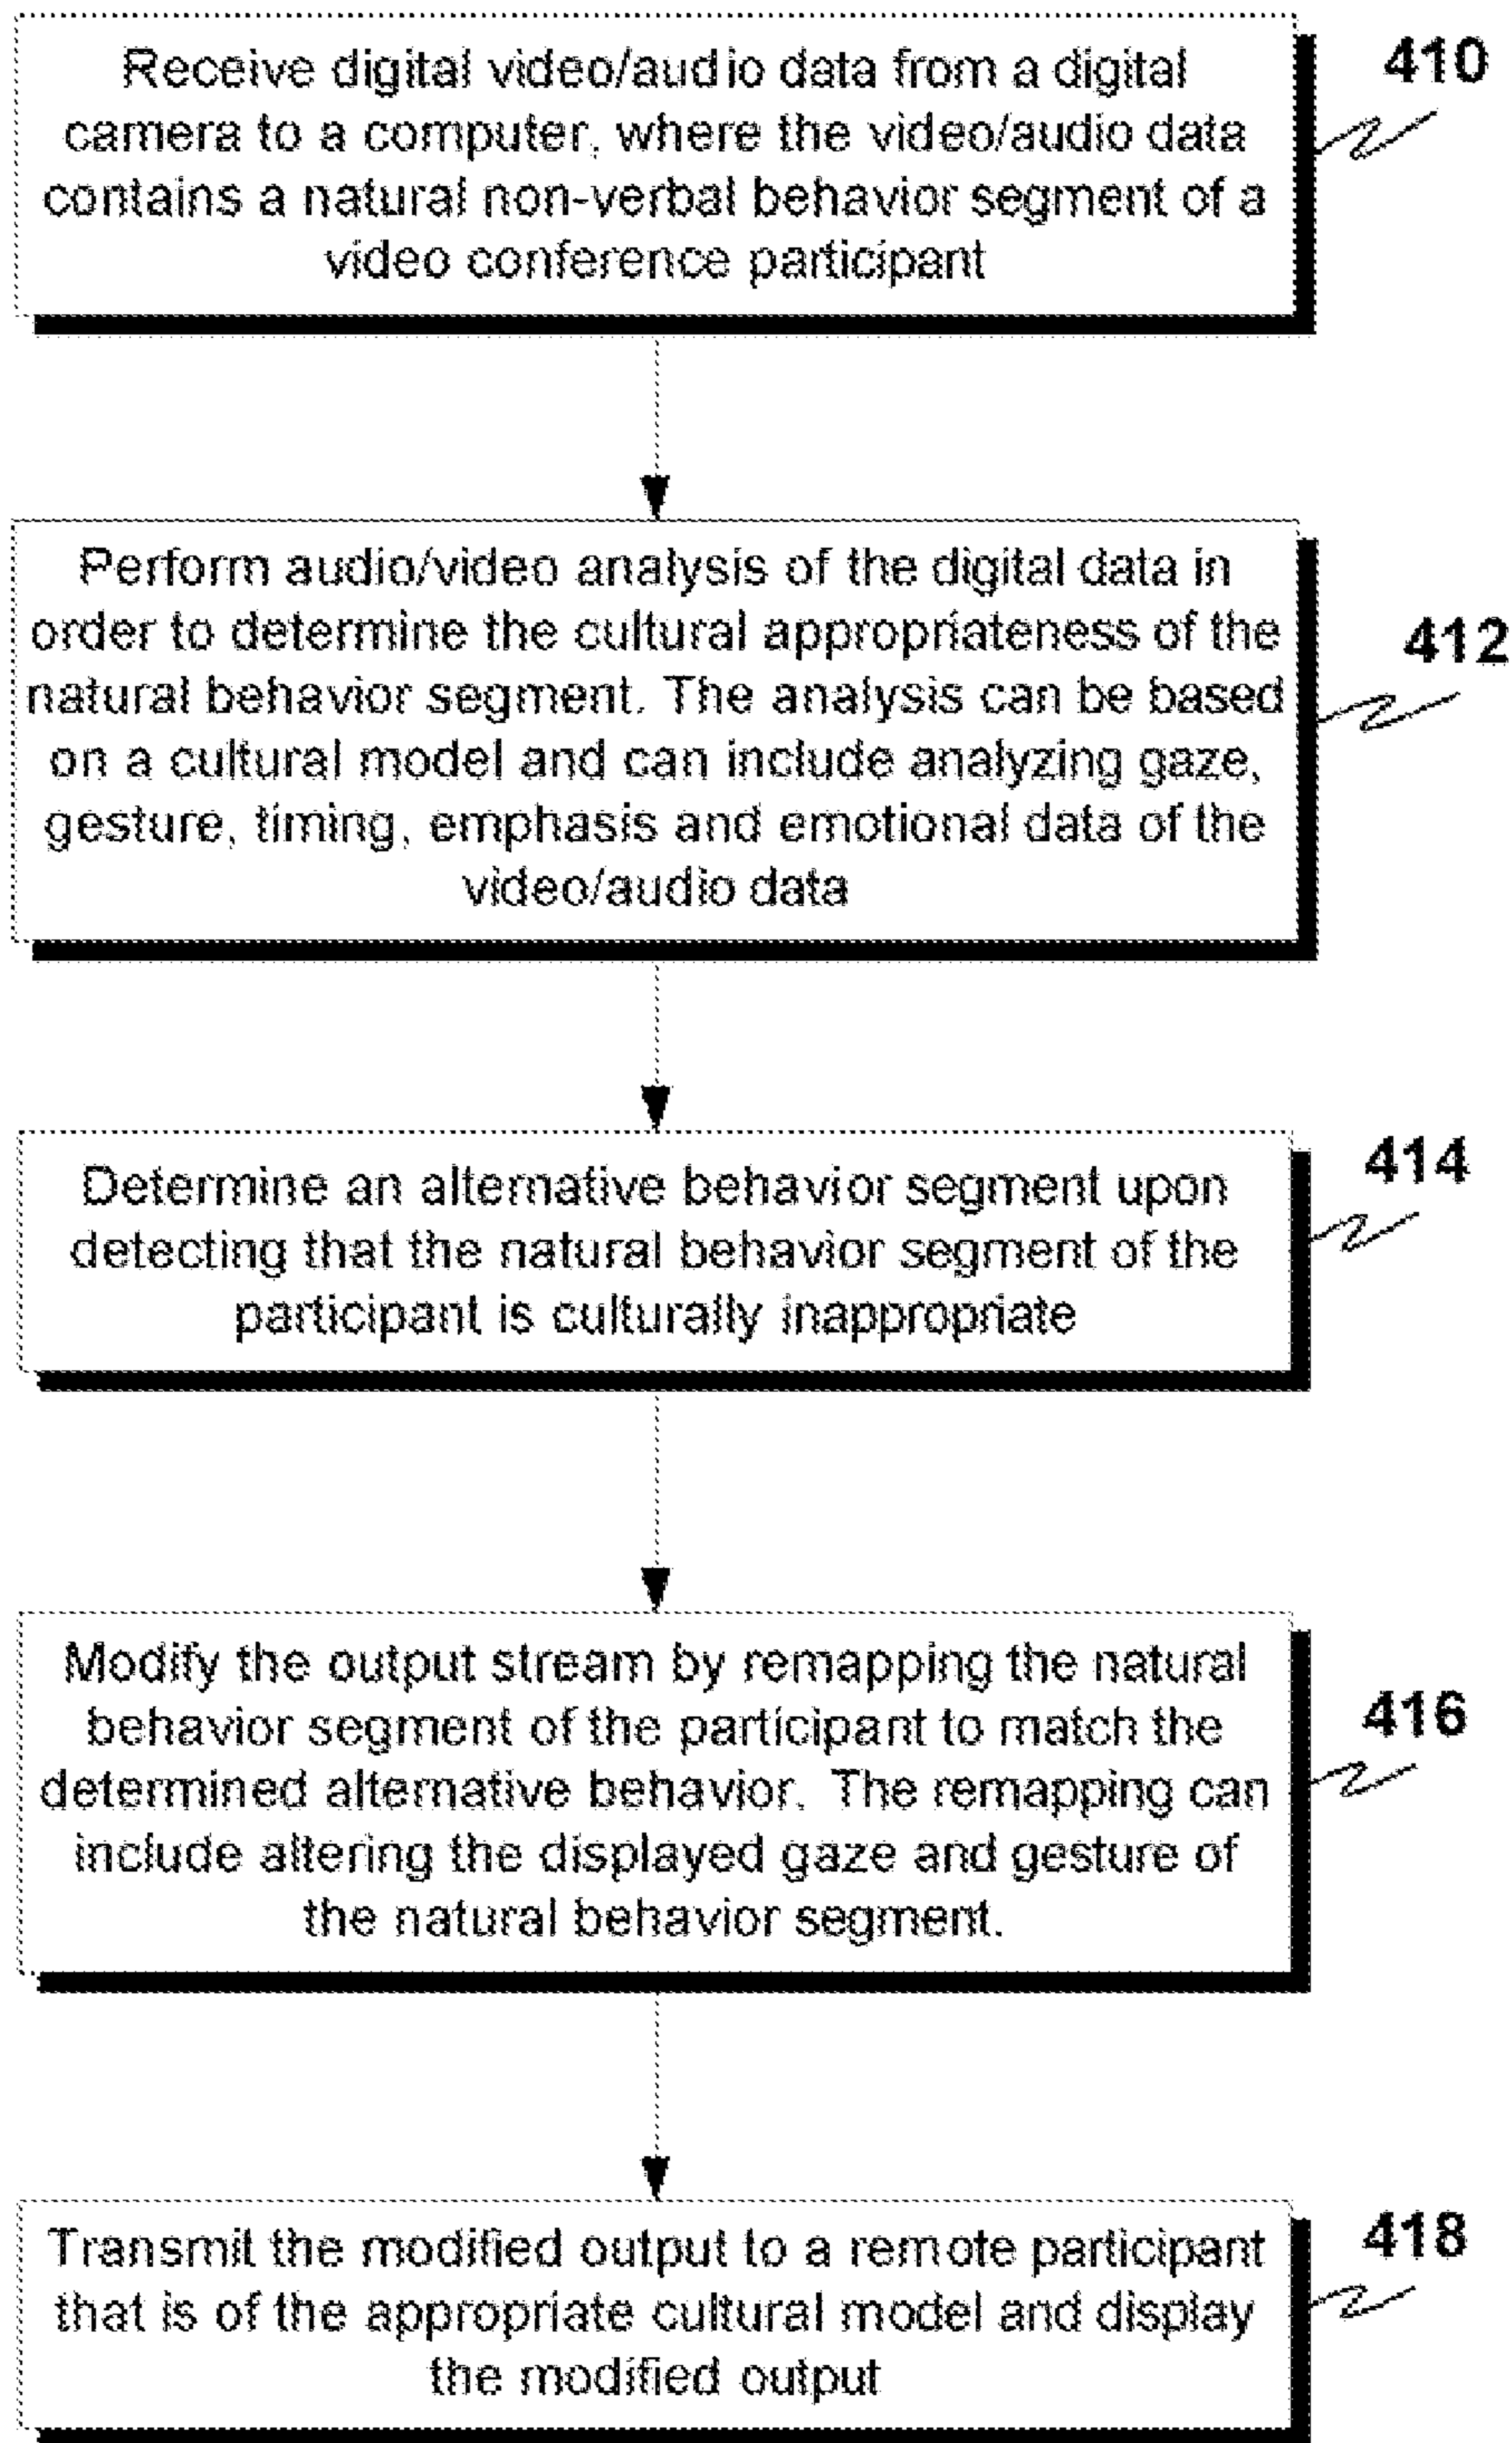 Receive digital video/audio data from a digital
camera to a computer, where the video/audio data
contains a natural non-verbal behavior segment of a
video conference participant
410
Perform audio/video analysis of the digital data in
order to determine the cultural appropriateness of the
natural behavior segment. The analysis can be based
on a cultural model and can include analyzing gaze,
gesture, timing, emphasis and emotional data of the
video/audio data
412
Determine an alternative behavior segment upon
detecting that the natural behavior segment of the
participant is culturally inappropriate
414
Modify the output stream by remapping the natural
behavior segment of the participant to match the
determined alternative behavior. The remapping can
include altering the displayed gaze and gesture of
the natural behavior segment.
416
Transmit the modified output to a remote participant
that is of the appropriate cultural model and display
the modified output
418